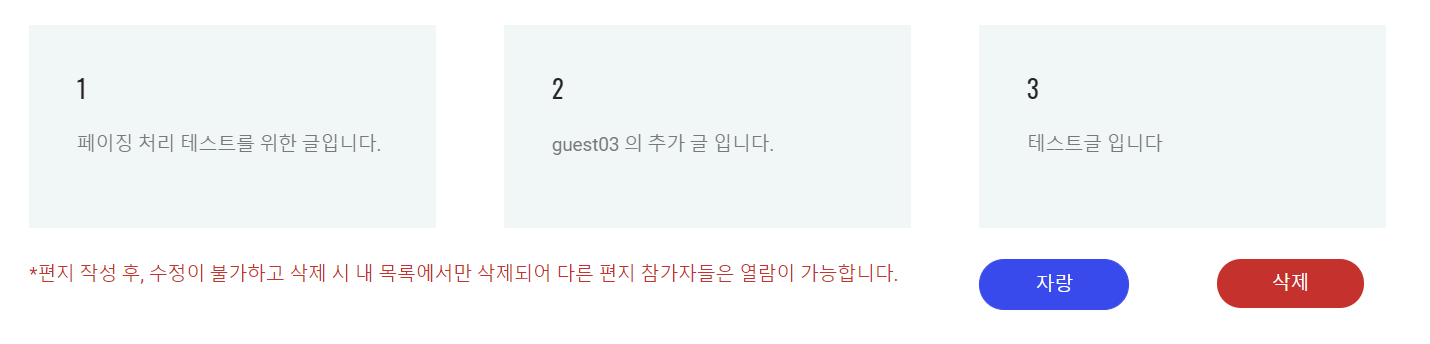 1
페이징 처리 테스트를 위한 글입니다.
2
guest03 의 추가 글 입니다.
3
테스트글 입니다
*편지 작성 후, 수정이 불가하고 삭제 시 내 목록에서만 삭제되어 다른 편지 참가자들은 열람이 가능합니다.
자랑
삭제